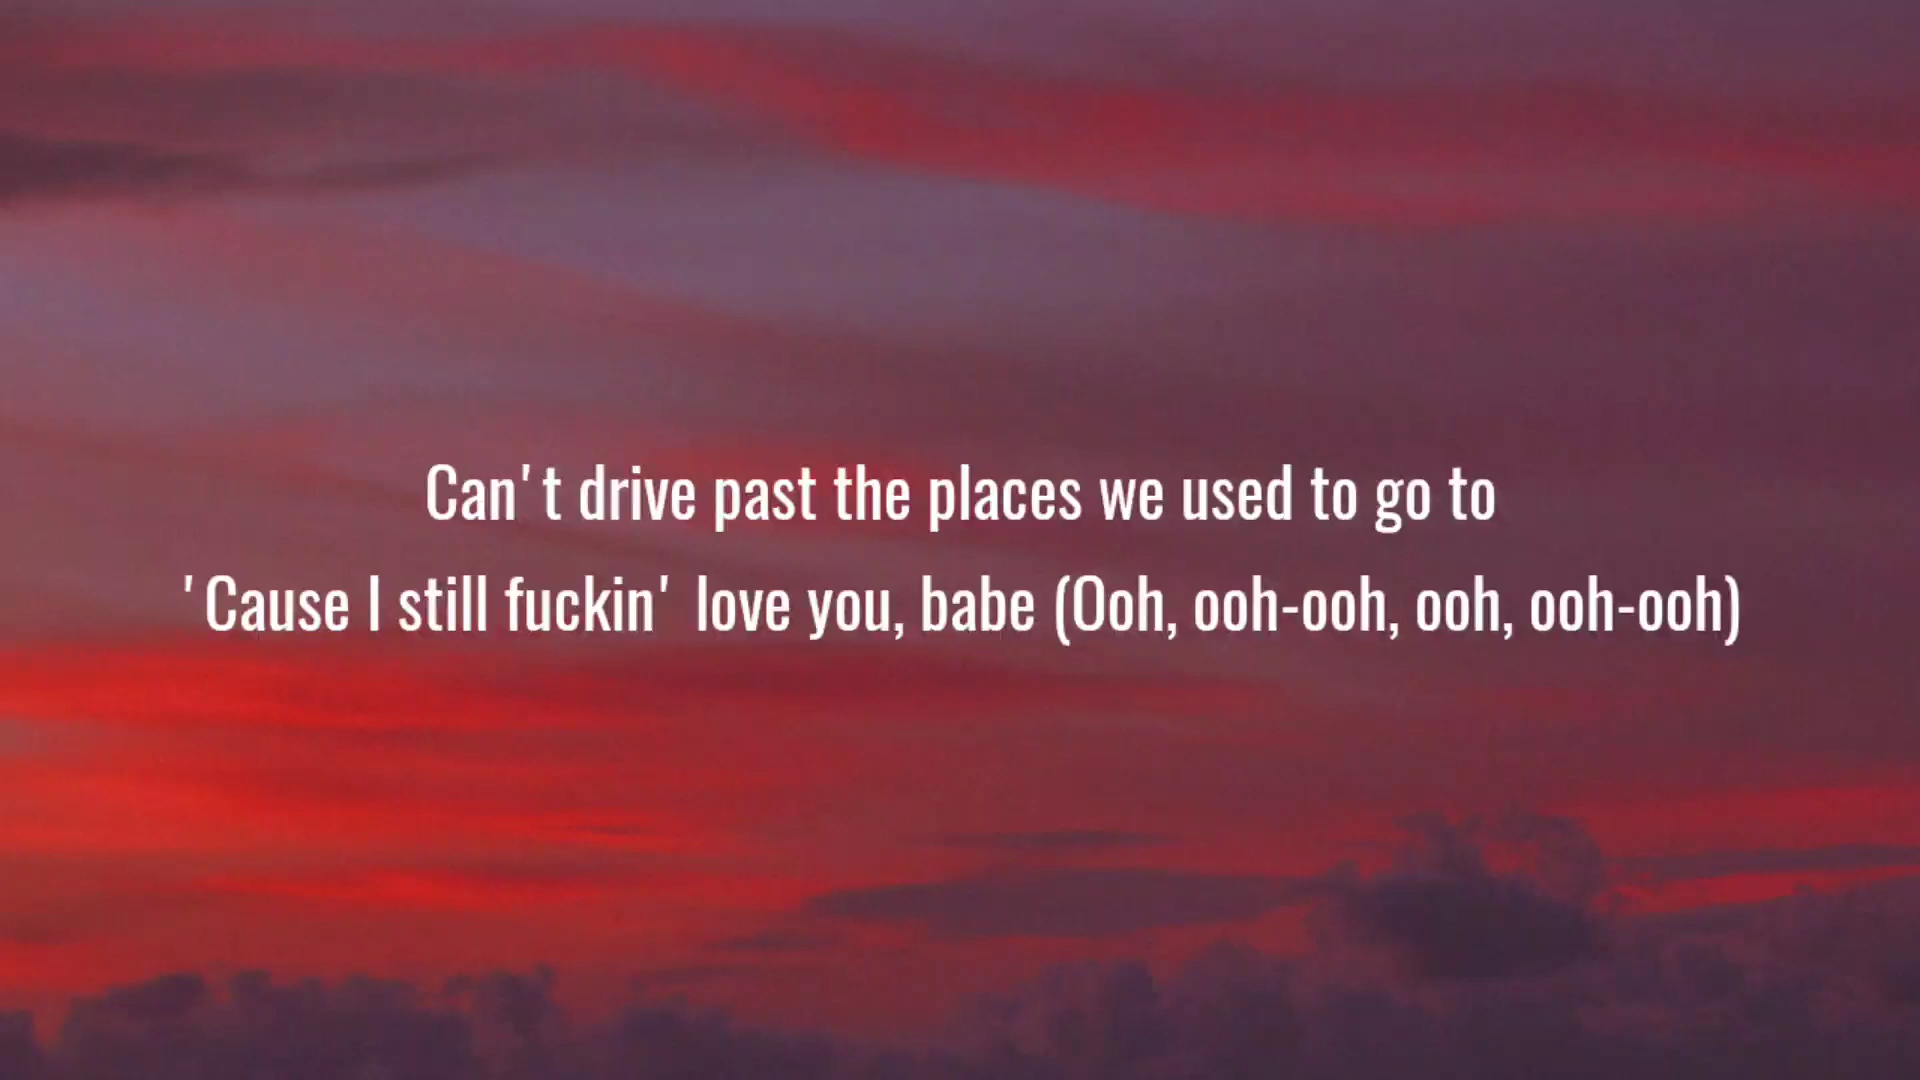 Can't drive past the places we used to go to
'Cause I still fuckin' love you, babe (Ooh, ooh-ooh, ooh, ooh-ooh)